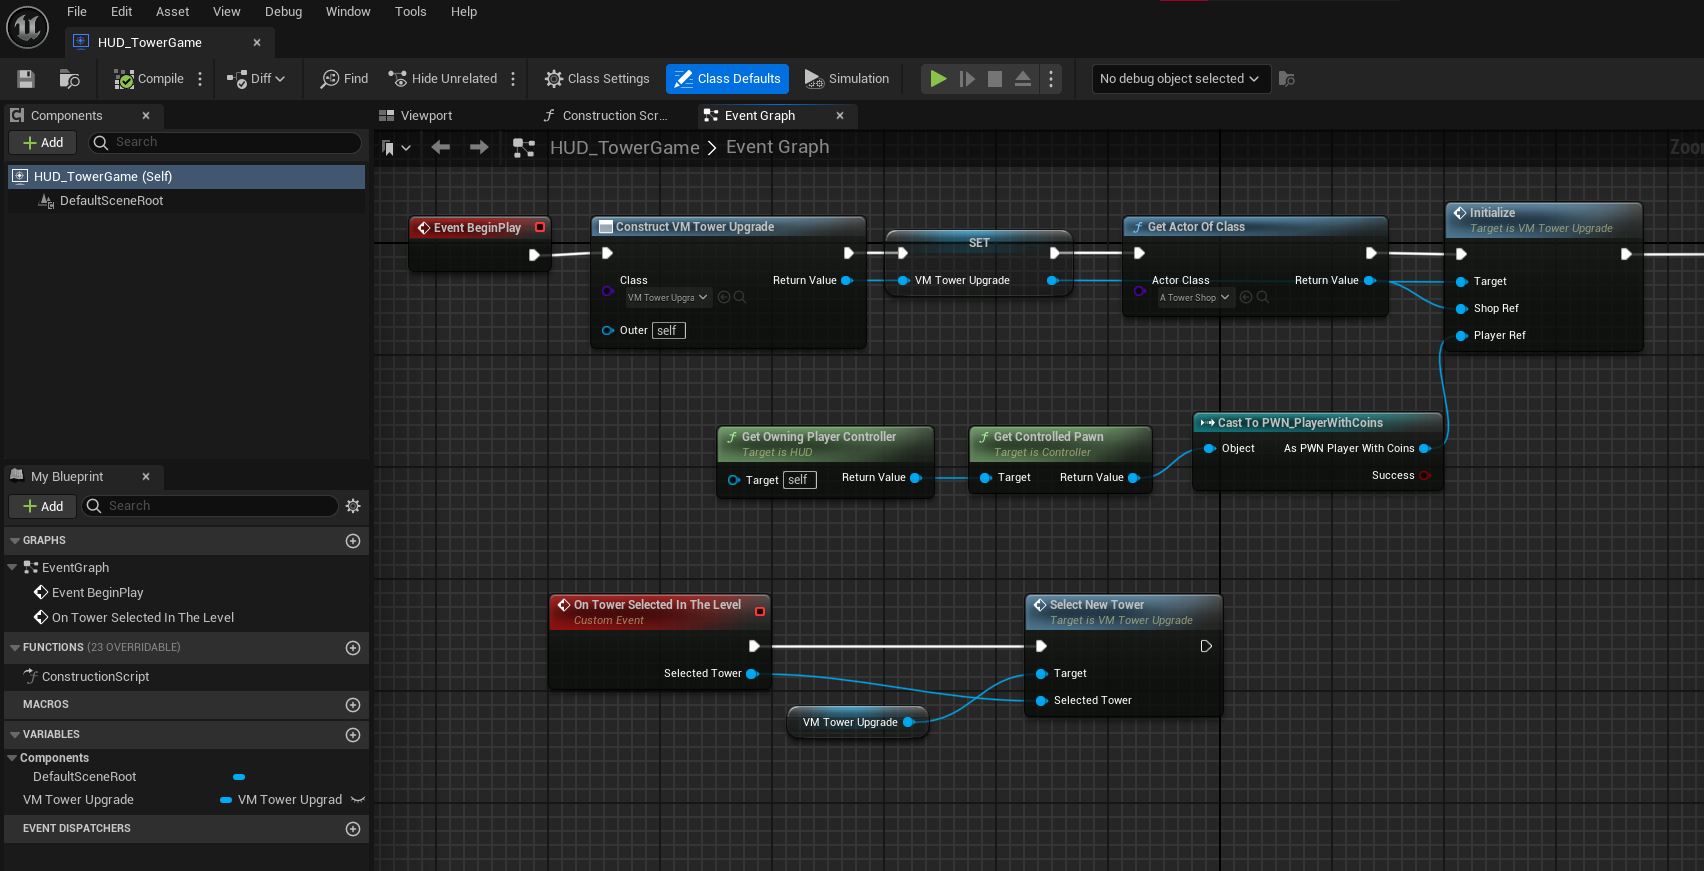 File Edit Asset View Debug Window Tools Help
HUD_TowerGame
Compile Diff Find Hide Unrelated Class Settings Class Defaults Simulation No debug object selected
Components
Add Search
HUD_TowerGame (Self)
DefaultSceneRoot
Viewport Construction Scr... Event Graph
HUD_TowerGame > Event Graph
Zoo
Event BeginPlay
Construct VM Tower Upgrade
Class
VM Tower Upgra
Return Value
Outer self
SET
VM Tower Upgrade
Get Actor Of Class
Actor Class
A Tower Shop
Return Value
Initialize
Target is VM Tower Upgrade
Target
Shop Ref
Player Ref
Get Owning Player Controller
Target is HUD
Target self Return Value
Get Controlled Pawn
Target is Controller
Target Return Value
Cast To PWN_PlayerWithCoins
Object As PWN Player With Coins
Success
On Tower Selected In The Level
Custom Event
Selected Tower
VM Tower Upgrade
Select New Tower
Target is VM Tower Upgrade
Target
Selected Tower
My Blueprint
Add Search
GRAPHS
EventGraph
Event BeginPlay
On Tower Selected In The Level
FUNCTIONS (23 OVERRIDABLE)
ConstructionScript
MACROS
VARIABLES
Components
DefaultSceneRoot
VM Tower Upgrade VM Tower Upgrad
EVENT DISPATCHERS